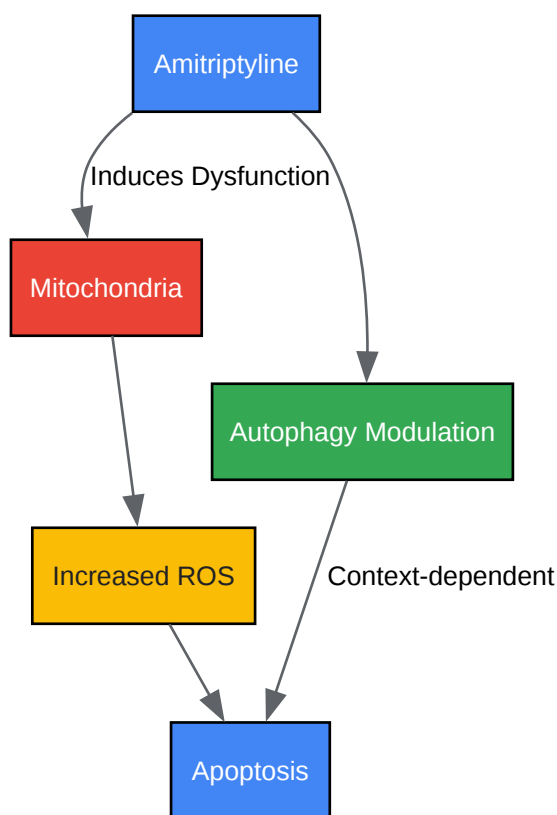 Amitriptyline
Induces Dysfunction
Mitochondria
Autophagy Modulation
Increased ROS
Context-dependent
Apoptosis